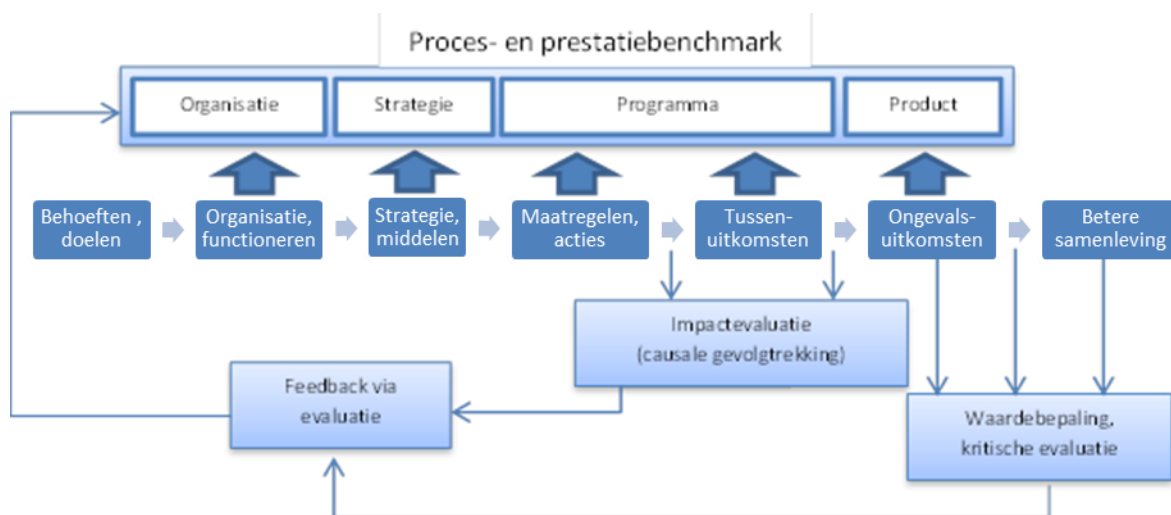 Proces- en prestatiebenchmark
Organisatie
Strategie
Programma
Product
Behoeften ,
doelen
Organisatie,
functioneren
Strategie,
middelen
Maatregelen,
acties
Tussen-
uitkomsten
Ongevals-
uitkomsten
Betere
samenleving
Impactevaluatie
(causale gevolgtrekking)
Feedback via
evaluatie
Waardebepaling,
kritische evaluatie